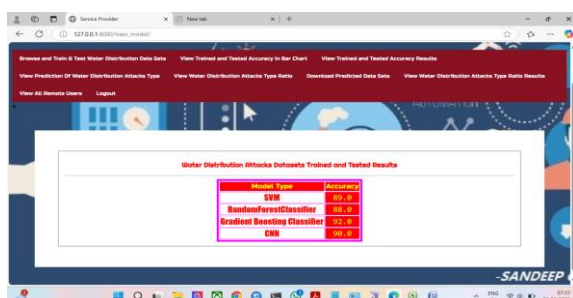 Service Provider
New tab
127.0.0.1:8000/train_model/
Browse and Train & Test Water Distribution Data Sets
View Trained and Tested Accuracy in Bar Chart
View Trained and Tested Accuracy Results
View Prediction Of Water Distribution Attacks Type
View Water Distribution Attacks Type Ratio
Download Predicted Data Sets
View Water Distribution Attacks Type Ratio Results
View All Remote Users
Logout
AUTOMATION
Water Distribution Attacks Datasets Trained and Tested Results
Model Type Accuracy
SVM 89.0
RandomForestClassifier 88.0
Gradient Boosting Classifier 92.0
CNN 90.0
-SANDEEP
ENG
07:07